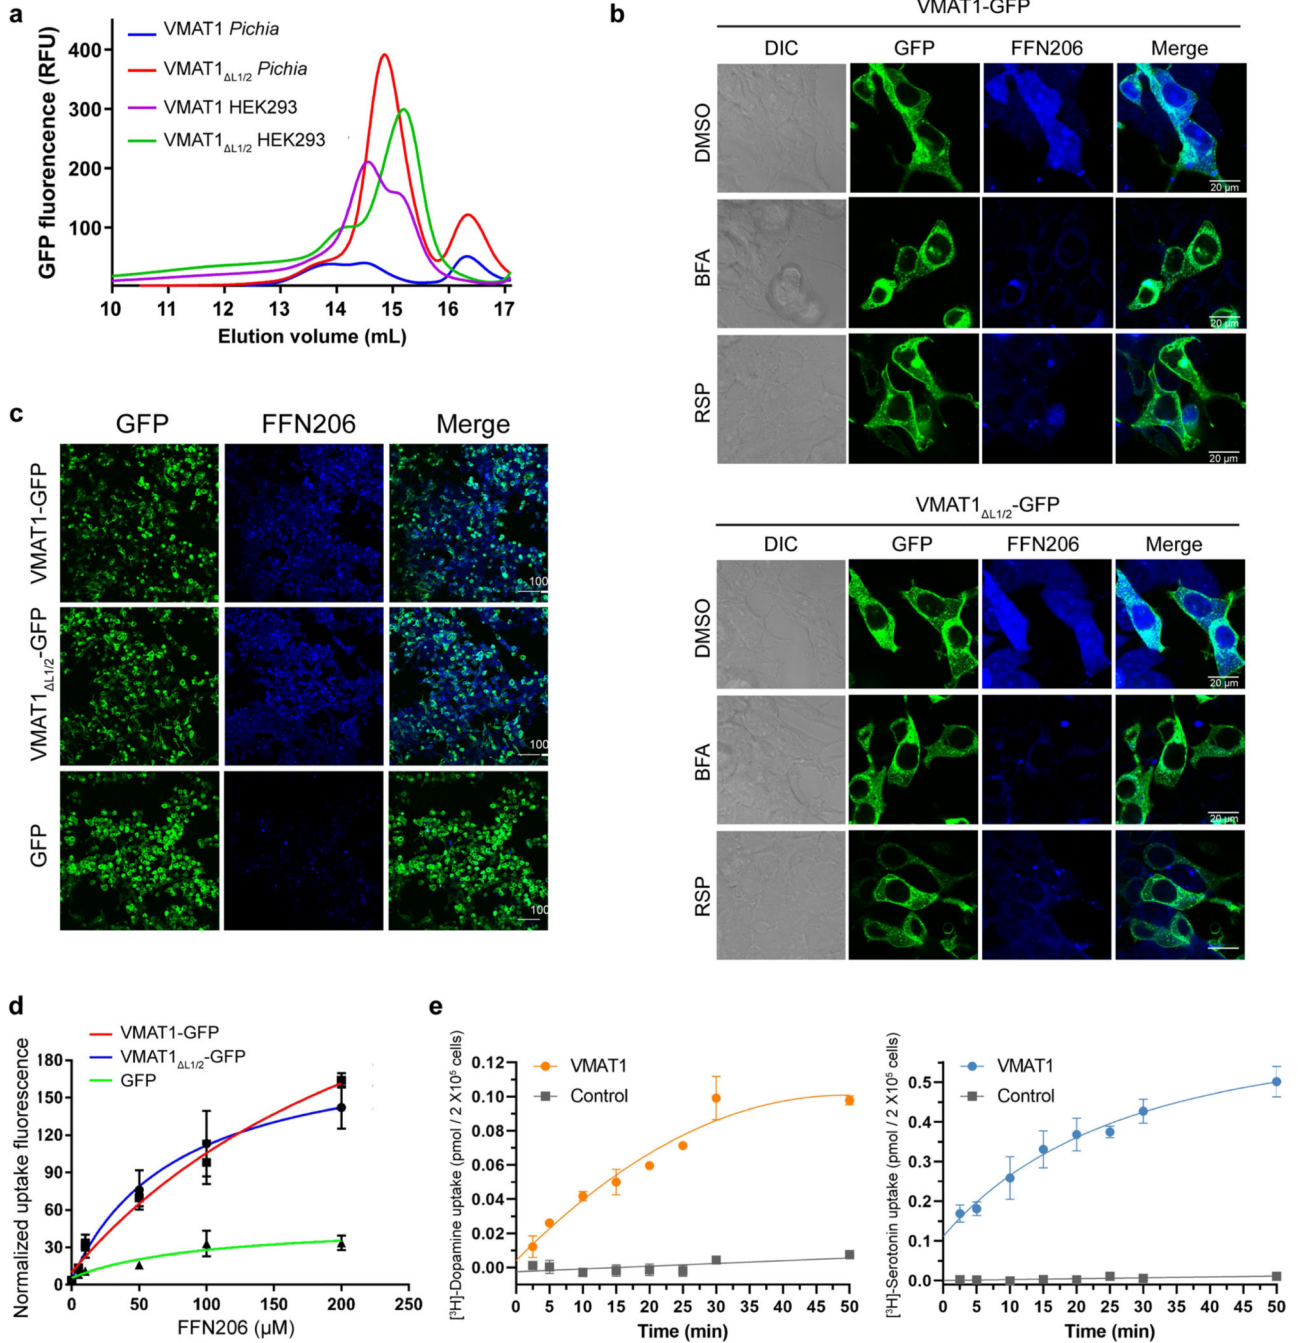 a
VMAT1 Pichia
VMAT1ΔL1/2 Pichia
VMAT1 HEK293
VMAT1ΔL1/2 HEK293
GFP fluorencence (RFU)
400
300
200
100
10 11 12 13 14 15 16 17
Elution volume (mL)
b
VMAT1-GFP
DIC GFP FFN206 Merge
DMSO
20 µm
BFA
20 µm
RSP
20 µm
VMAT1ΔL1/2-GFP
DIC GFP FFN206 Merge
DMSO
20 µm
BFA
20 µm
RSP
c
GFP FFN206 Merge
VMAT1-GFP
100
VMAT1ΔL1/2-GFP
100
GFP
100
d
VMAT1-GFP
VMAT1ΔL1/2-GFP
GFP
Normalized uptake fluorescence
180
150
120
90
60
30
0
0 50 100 150 200 250
FFN206 (µM)
e
VMAT1
Control
[³H]-Dopamine uptake (pmol / 2 X10⁵ cells)
0.12
0.10
0.08
0.06
0.04
0.02
0.00
0 5 10 15 20 25 30 35 40 45 50
Time (min)
VMAT1
Control
[³H]-Serotonin uptake (pmol / 2 X10⁵ cells)
0.5
0.4
0.3
0.2
0.1
0.0
0 5 10 15 20 25 30 35 40 45 50
Time (min)